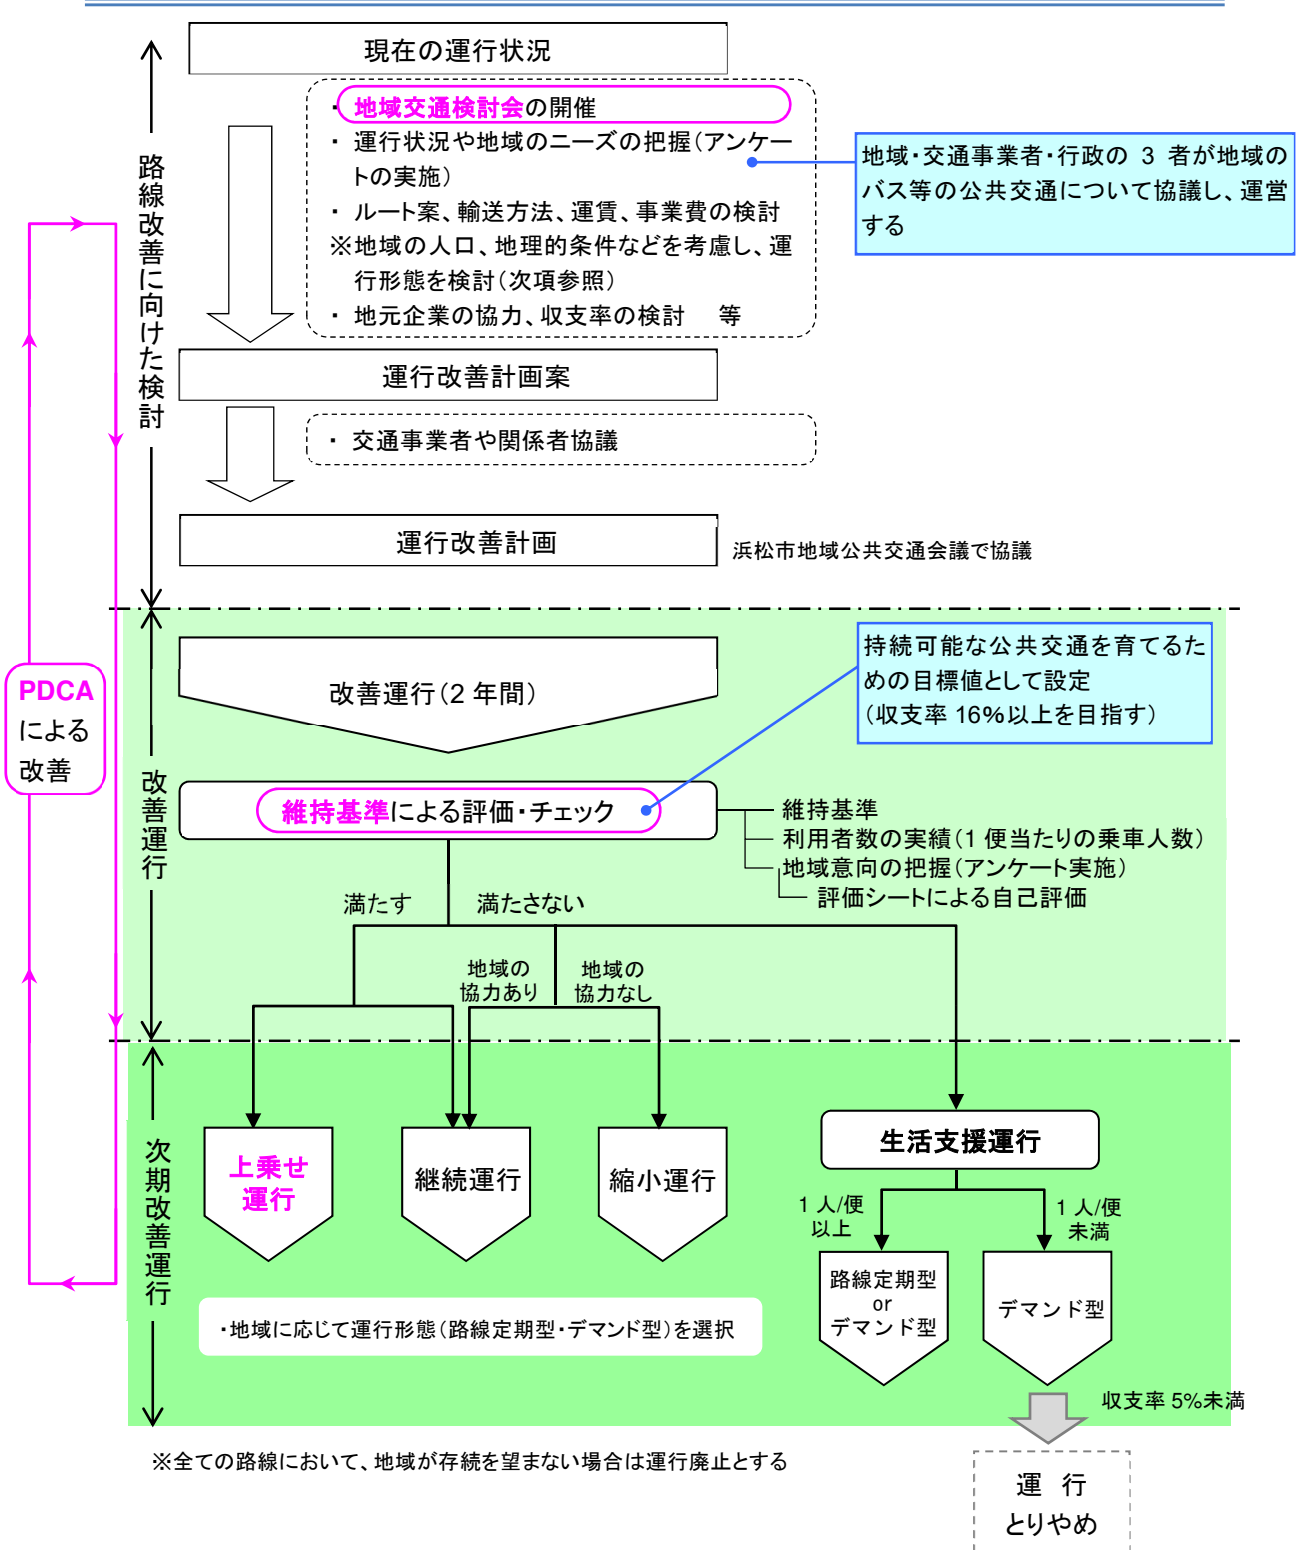 現在の運行状況
・地域交通検討会の開催
・ 運行状況や地域のニーズの把握(アンケー
トの実施)
・ ルート案、輸送方法、運賃、事業費の検討
※地域の人口、地理的条件などを考慮し、運
行形態を検討(次項参照)
・ 地元企業の協力、収支率の検討 等
地域・交通事業者・行政の 3 者が地域の
バス等の公共交通について協議し、運営
する
路線改善に向けた検討
運行改善計画案
・ 交通事業者や関係者協議
運行改善計画
浜松市地域公共交通会議で協議
PDCA
による
改善
改善運行
改善運行(2 年間)
持続可能な公共交通を育てるた
めの目標値として設定
(収支率 16%以上を目指す)
維持基準による評価・チェック
維持基準
利用者数の実績(1 便当たりの乗車人数)
地域意向の把握(アンケート実施)
評価シートによる自己評価
満たす
満たさない
地域の
協力あり
地域の
協力なし
次期改善運行
上乗せ
運行
継続運行
縮小運行
生活支援運行
1 人/便
以上
1 人/便
未満
路線定期型
or
デマンド型
デマンド型
・地域に応じて運行形態(路線定期型・デマンド型)を選択
収支率 5%未満
※全ての路線において、地域が存続を望まない場合は運行廃止とする
運 行
とりやめ